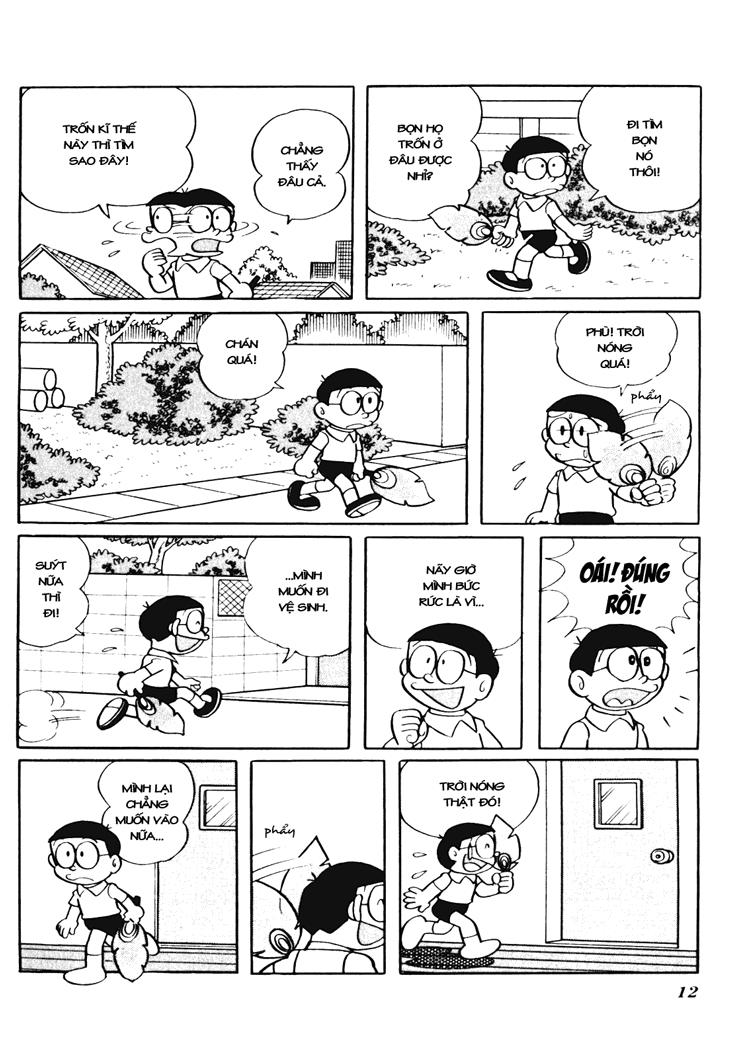 ĐI TÌM
BỌN
NÓ
THÔI!
BỌN HỌ
TRỐN Ở
ĐÂU ĐƯỢC
NHỈ?
CHẲNG
THẤY
ĐÂU CẢ.
TRỐN KĨ THẾ
NÀY THÌ TÌM
SAO ĐÂY!
PHÙ! TRỜI
NÓNG
QUÁ!
phẩy
CHÁN
QUÁ!
OÁI! ĐÚNG
RỒI!
NÃY GIỜ
MÌNH BỨC
RỨC LÀ VÌ...
...MÌNH
MUỐN ĐI
VỆ SINH.
SUÝT
NỮA
THÌ
ĐI!
TRỜI NÓNG
THẬT ĐÓ!
phẩy
MÌNH LẠI
CHẲNG
MUỐN VÀO
NỮA...
12